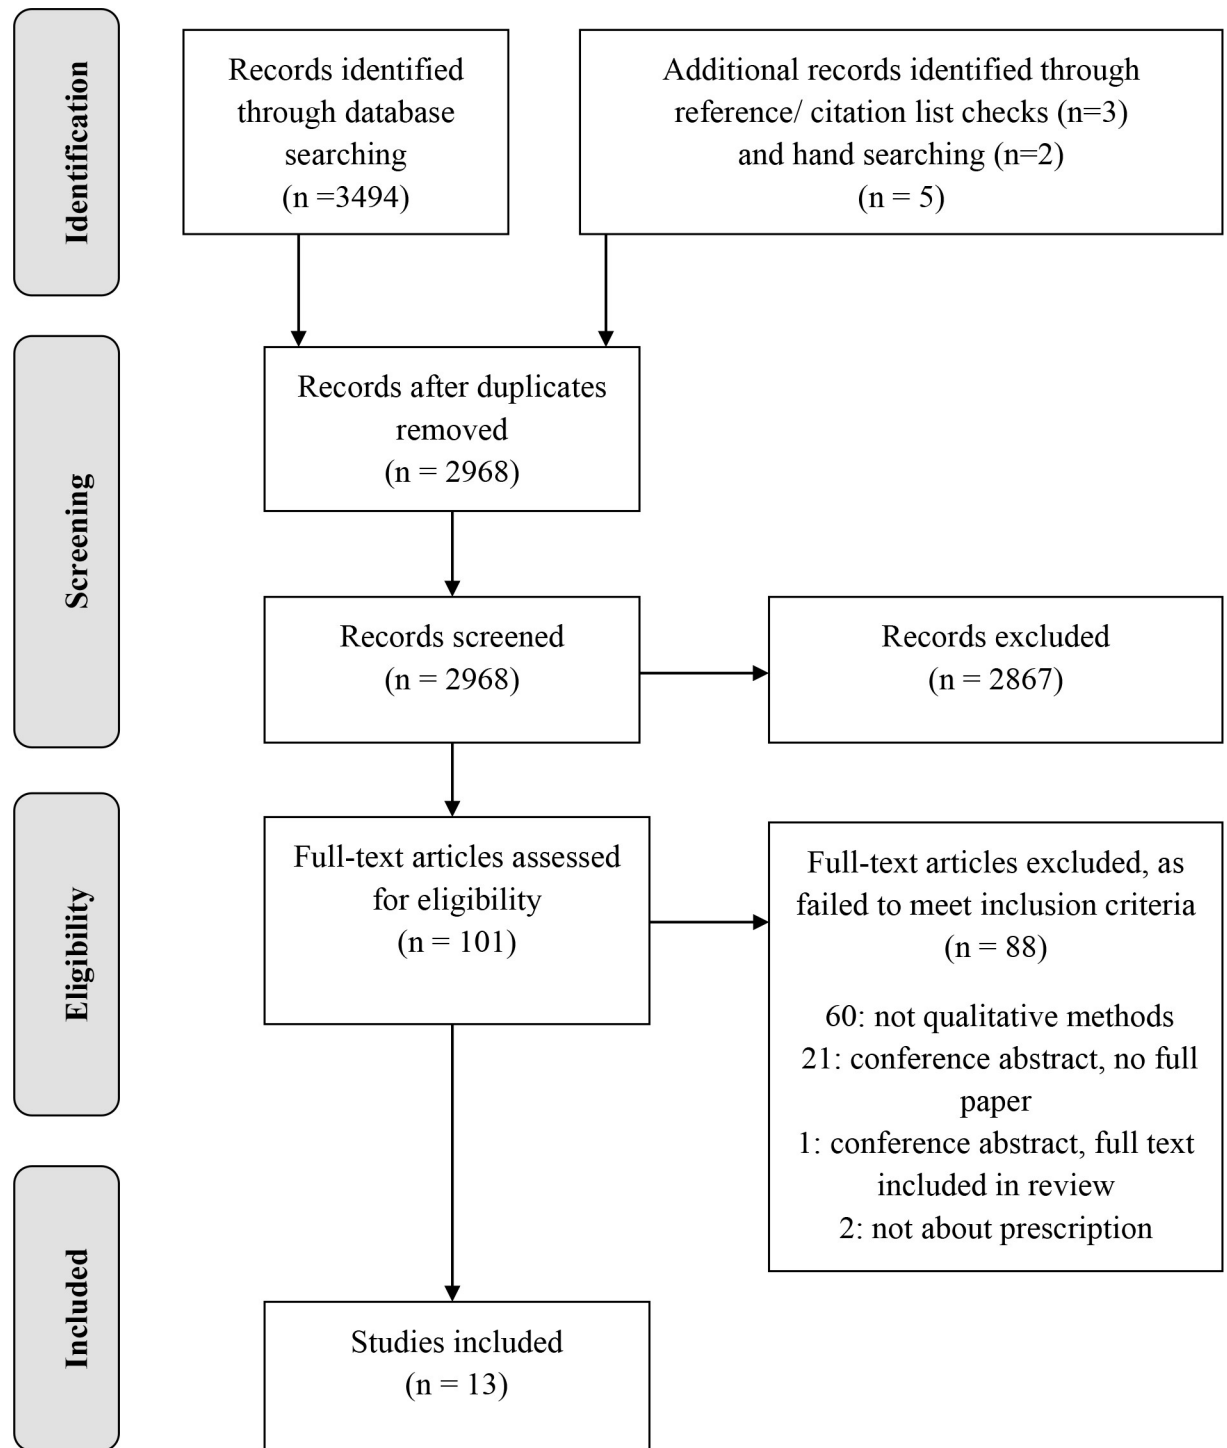 Identification
Records identified
through database
searching
(n =3494)
Additional records identified through
reference/ citation list checks (n=3)
and hand searching (n=2)
(n = 5)
Screening
Records after duplicates
removed
(n = 2968)
Records screened
(n = 2968)
Records excluded
(n = 2867)
Eligibility
Full-text articles assessed
for eligibility
(n = 101)
Full-text articles excluded, as
failed to meet inclusion criteria
(n = 88)
60: not qualitative methods
21: conference abstract, no full
paper
1: conference abstract, full text
included in review
2: not about prescription
Included
Studies included
(n = 13)